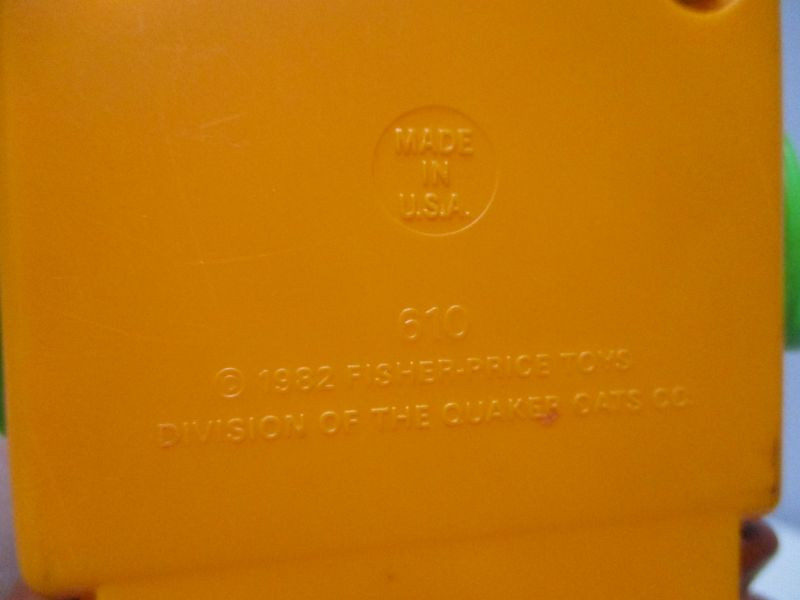 MADE
IN
U.S.A.
610
© 1982 FISHER-PRICE TOYS
DIVISION OF THE QUAKER OATS CO.